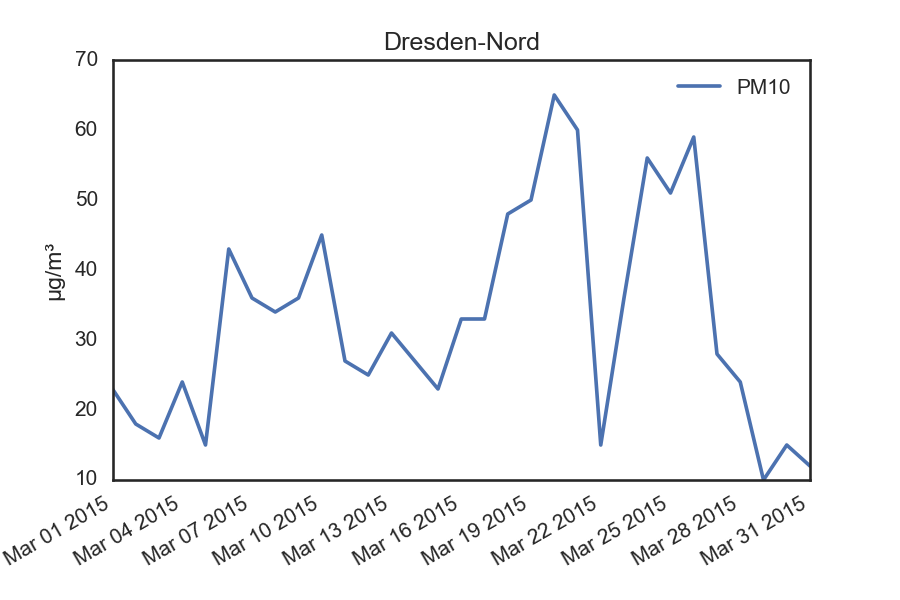 Dresden-Nord
70
60
50
40
30
20
10
µg/m³
PM10
Mar 01 2015
Mar 04 2015
Mar 07 2015
Mar 10 2015
Mar 13 2015
Mar 16 2015
Mar 19 2015
Mar 22 2015
Mar 25 2015
Mar 28 2015
Mar 31 2015